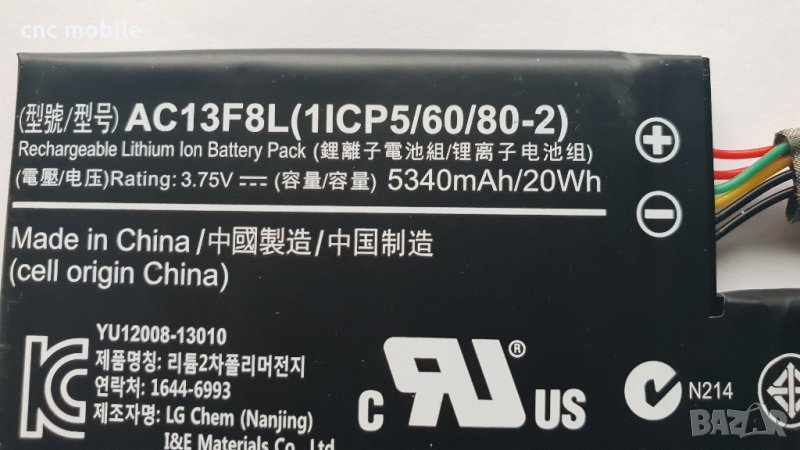 cnc mobile
(型號/型号) AC13F8L(1ICP5/60/80-2)
Rechargeable Lithium Ion Battery Pack (鋰離子電池組/锂离子电池组)
(電壓/电压)Rating: 3.75V ⎓ (容量/容量) 5340mAh/20Wh
Made in China/中國製造/中国制造
(cell origin China)
YU12008-13010
제품명칭: 리튬2차폴리머전지
연락처: 1644-6993
제조자명: LG Chem (Nanjing)
I&E Materials Co., Ltd
C RU ® US
N214
BAZAR